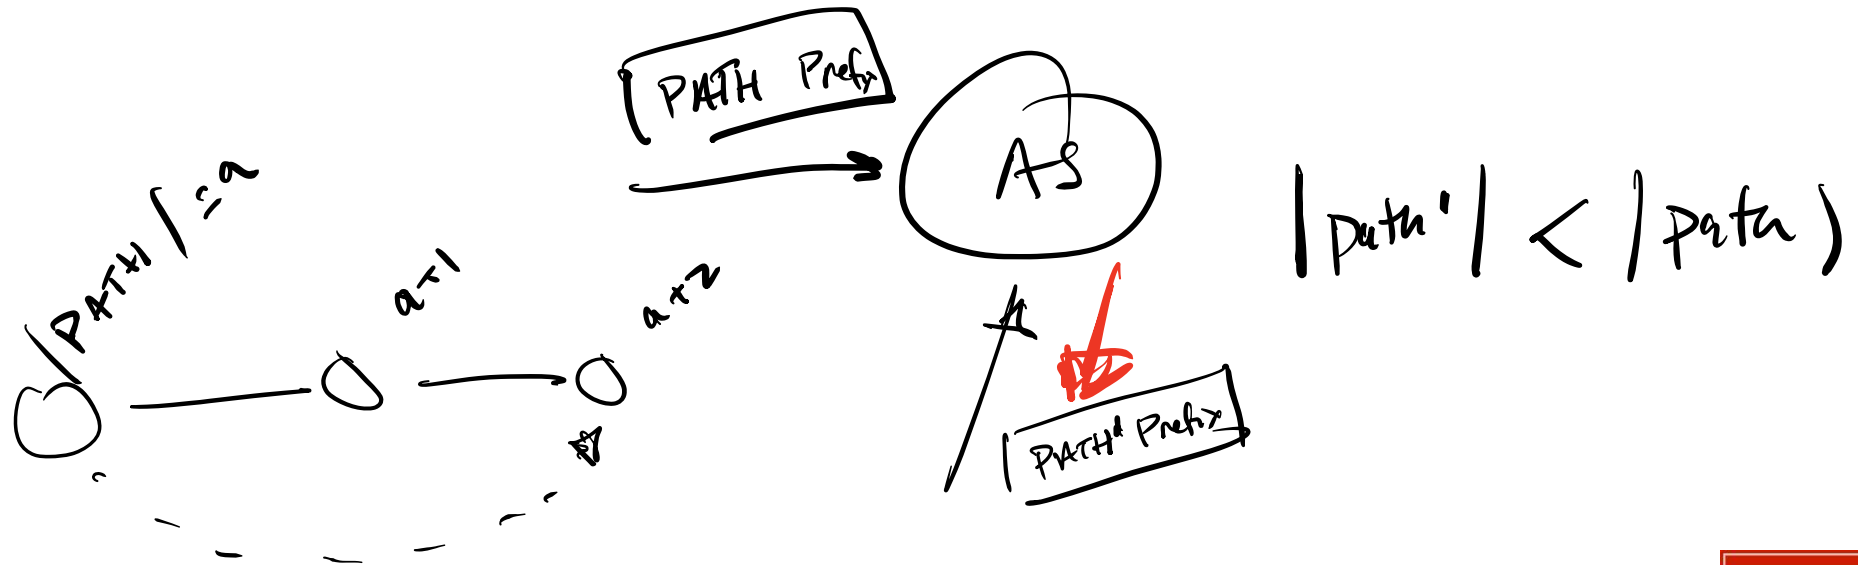 PATH Prefix
AS
|PATH| = a
a+1
a+2
|path'| < |path|
PATH' Prefix